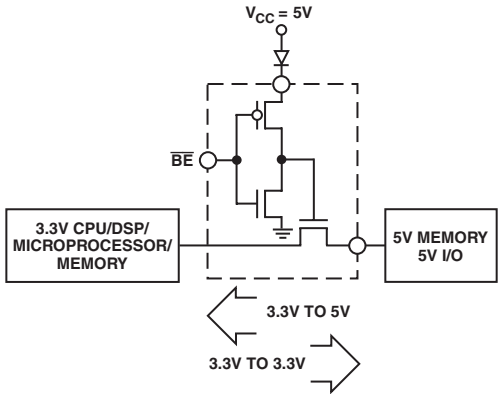 VCC = 5V
BE
3.3V CPU/DSP/
MICROPROCESSOR/
MEMORY
5V MEMORY
5V I/O
3.3V TO 5V
3.3V TO 3.3V